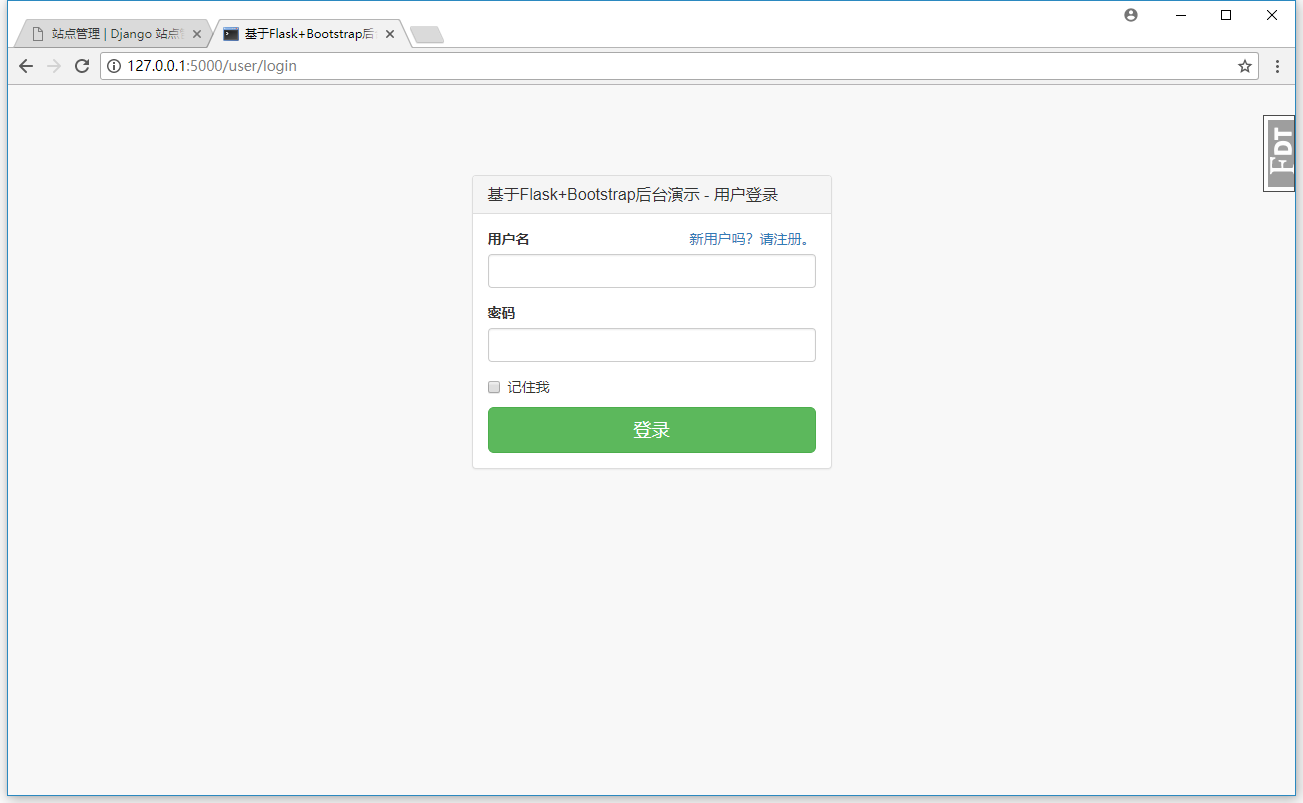 站点管理 | Django 站点
基于Flask+Bootstrap后
127.0.0.1:5000/user/login
FDT
基于Flask+Bootstrap后台演示 - 用户登录
用户名
新用户吗？请注册。
密码
记住我
登录